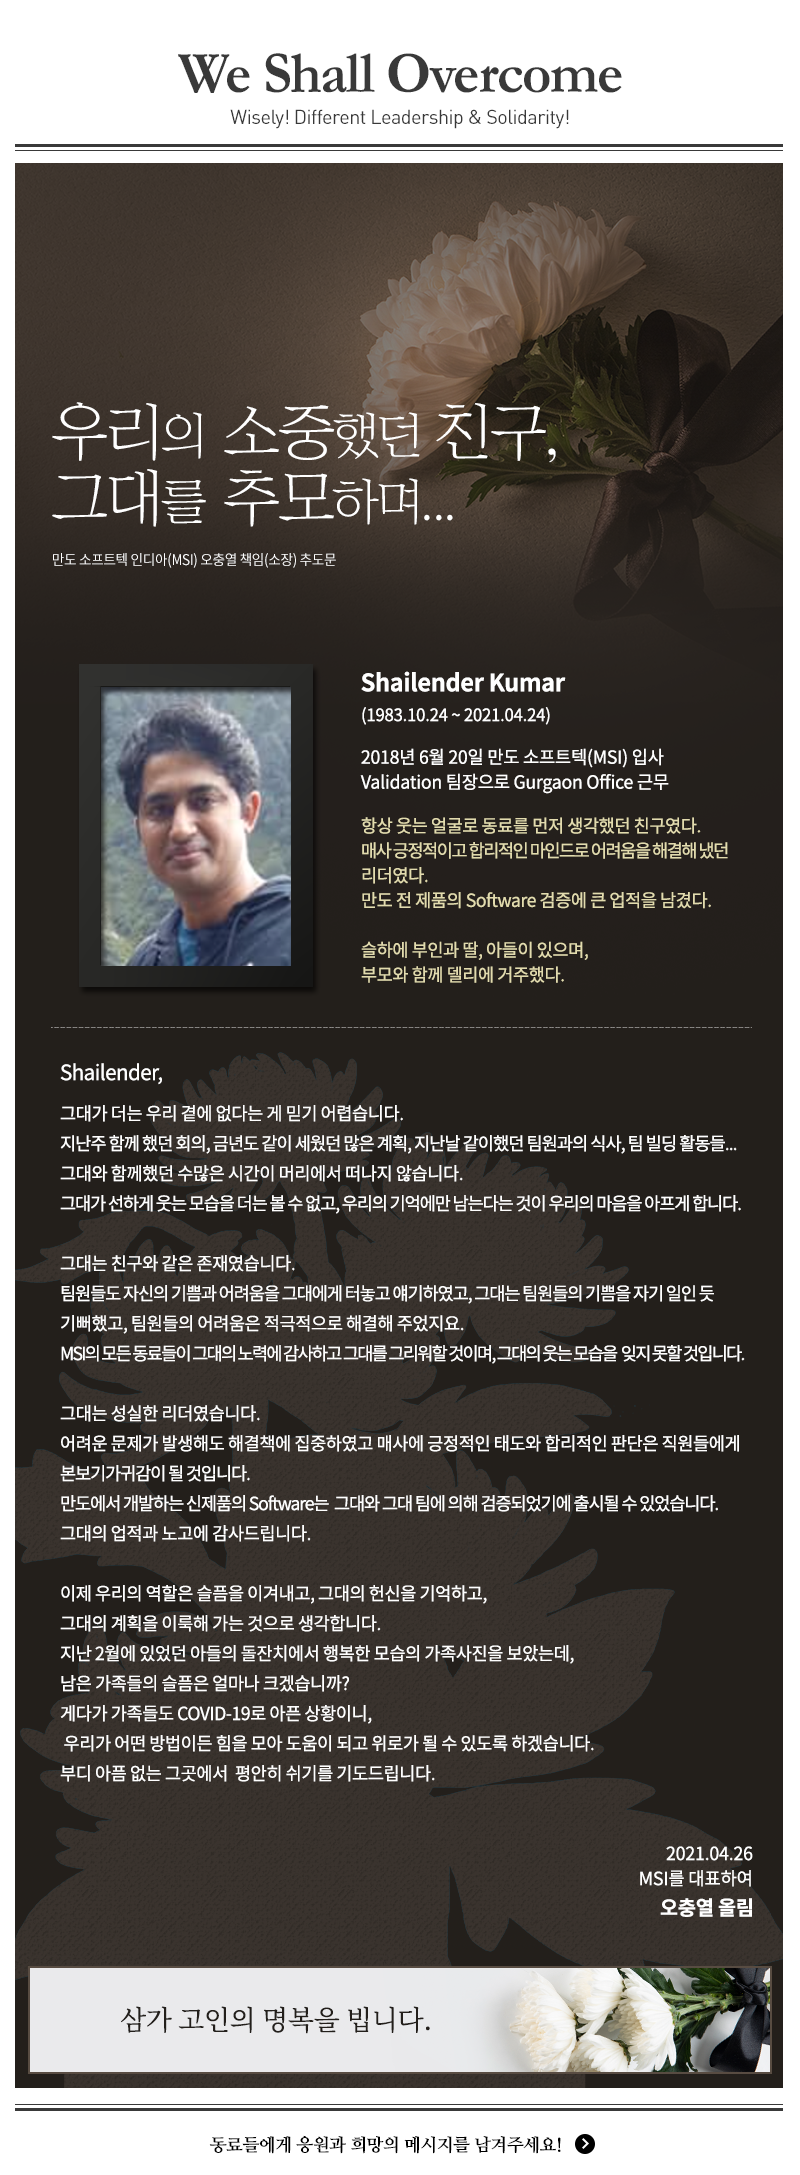 We Shall Overcome
Wisely! Different Leadership & Solidarity!
우리의 소중했던 친구,
그대를 추모하며...
만도 소프트텍 인디아(MSI) 오충열 책임(소장) 추도문
Shailender Kumar
(1983.10.24 ~ 2021.04.24)
2018년 6월 20일 만도 소프트텍(MSI) 입사
Validation 팀장으로 Gurgaon Office 근무
항상 웃는 얼굴로 동료를 먼저 생각했던 친구였다.
매사 긍정적이고 합리적인 마인드로 어려움을 해결해 냈던
리더였다.
만도 전 제품의 Software 검증에 큰 업적을 남겼다.
슬하에 부인과 딸, 아들이 있으며,
부모와 함께 델리에 거주했다.
Shailender,
그대가 더는 우리 곁에 없다는 게 믿기 어렵습니다.
지난주 함께 했던 회의, 금년도 같이 세웠던 많은 계획, 지난날 같이했던 팀원과의 식사, 팀 빌딩 활동들...
그대와 함께했던 수많은 시간이 머리에서 떠나지 않습니다.
그대가 선하게 웃는 모습을 더는 볼 수 없고, 우리의 기억에만 남는다는 것이 우리의 마음을 아프게 합니다.
그대는 친구와 같은 존재였습니다.
팀원들도 자신의 기쁨과 어려움을 그대에게 터놓고 얘기하였고, 그대는 팀원들의 기쁨을 자기 일인 듯
기뻐했고, 팀원들의 어려움은 적극적으로 해결해 주었지요.
MSI의 모든 동료들이 그대의 노력에 감사하고 그대를 그리워할 것이며, 그대의 웃는 모습을 잊지 못할 것입니다.
그대는 성실한 리더였습니다.
어려운 문제가 발생해도 해결책에 집중하였고 매사에 긍정적인 태도와 합리적인 판단은 직원들에게
본보기가귀감이 될 것입니다.
만도에서 개발하는 신제품의 Software는 그대와 그대 팀에 의해 검증되었기에 출시될 수 있었습니다.
그대의 업적과 노고에 감사드립니다.
이제 우리의 역할은 슬픔을 이겨내고, 그대의 헌신을 기억하고,
그대의 계획을 이룩해 가는 것으로 생각합니다.
지난 2월에 있었던 아들의 돌잔치에서 행복한 모습의 가족사진을 보았는데,
남은 가족들의 슬픔은 얼마나 크겠습니까?
게다가 가족들도 COVID-19로 아픈 상황이니,
우리가 어떤 방법이든 힘을 모아 도움이 되고 위로가 될 수 있도록 하겠습니다.
부디 아픔 없는 그곳에서 평안히 쉬기를 기도드립니다.
2021.04.26
MSI를 대표하여
오충열 올림
삼가 고인의 명복을 빕니다.
동료들에게 응원과 희망의 메시지를 남겨주세요!